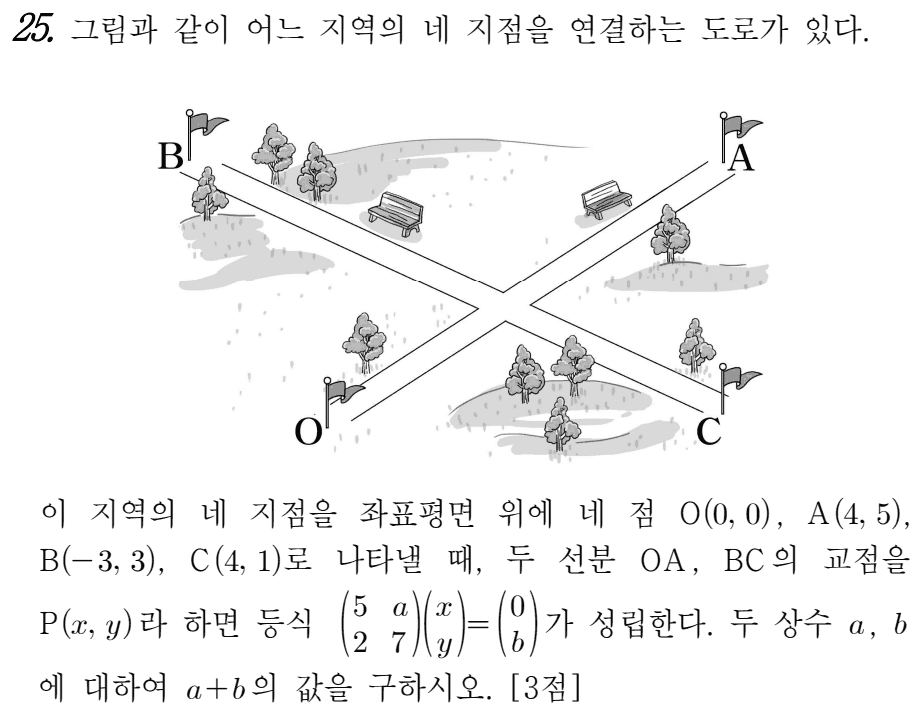 25. 그림과 같이 어느 지역의 네 지점을 연결하는 도로가 있다.
B
A
O
C
이 지역의 네 지점을 좌표평면 위에 네 점 O(0, 0), A(4, 5),
B(−3, 3), C(4, 1)로 나타낼 때, 두 선분 OA, BC의 교점을
P(x, y)라 하면 등식 (5 a; 2 7)(x; y)=(0; b)가 성립한다. 두 상수 a, b
에 대하여 a+b의 값을 구하시오. [3점]